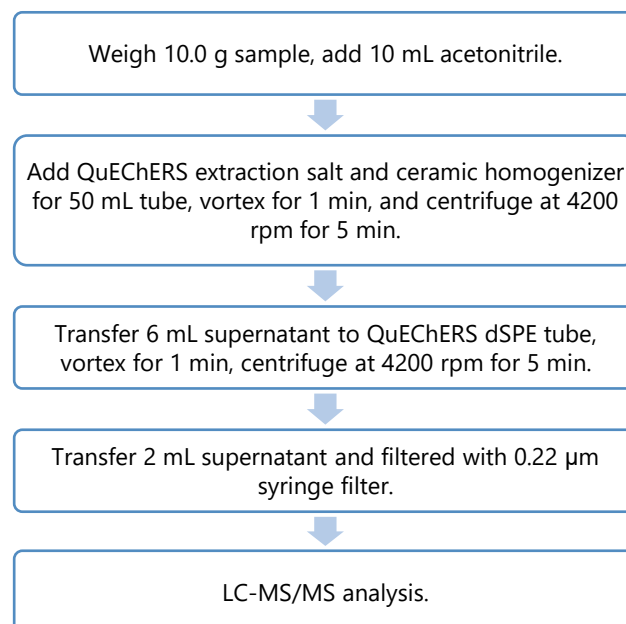 Weigh 10.0 g sample, add 10 mL acetonitrile.
Add QuEChERS extraction salt and ceramic homogenizer
for 50 mL tube, vortex for 1 min, and centrifuge at 4200
rpm for 5 min.
Transfer 6 mL supernatant to QuEChERS dSPE tube,
vortex for 1 min, centrifuge at 4200 rpm for 5 min.
Transfer 2 mL supernatant and filtered with 0.22 μm
syringe filter.
LC-MS/MS analysis.